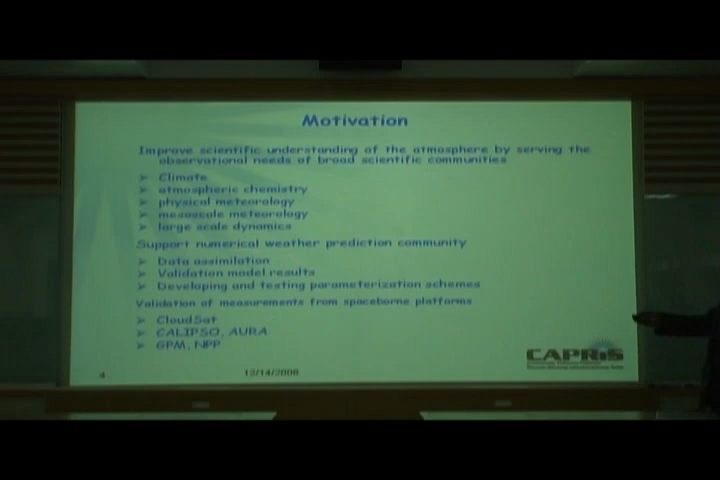 Motivation
Improve scientific understanding of the atmosphere by serving the
observational needs of broad scientific communities
➢ Climate
➢ atmospheric chemistry
➢ physical meteorology
➢ mesoscale meteorology
➢ large scale dynamics
Support numerical weather prediction community
➢ Data assimilation
➢ Validation model results
➢ Developing and testing parameterization schemes
Validation of measurements from spaceborne platforms
➢ CloudSat
➢ CALIPSO, AURA
➢ GPM, NPP
CAPRiS
4 12/14/2008